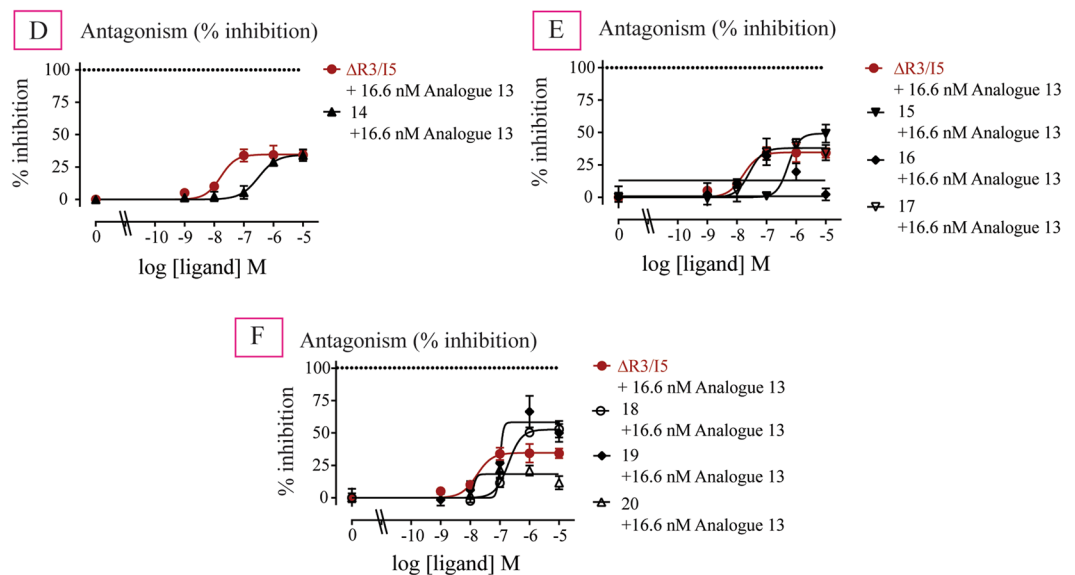 D
Antagonism (% inhibition)
100
75
50
25
0
% inhibition
0
-10
-9
-8
-7
-6
-5
log [ligand] M
ΔR3/I5
+ 16.6 nM Analogue 13
14
+16.6 nM Analogue 13
E
Antagonism (% inhibition)
100
75
50
25
0
% inhibition
0
-10
-9
-8
-7
-6
-5
log [ligand] M
ΔR3/I5
+ 16.6 nM Analogue 13
15
+16.6 nM Analogue 13
16
+16.6 nM Analogue 13
17
+16.6 nM Analogue 13
F
Antagonism (% inhibition)
100
75
50
25
0
% inhibition
0
-10
-9
-8
-7
-6
-5
log [ligand] M
ΔR3/I5
+ 16.6 nM Analogue 13
18
+16.6 nM Analogue 13
19
+16.6 nM Analogue 13
20
+16.6 nM Analogue 13